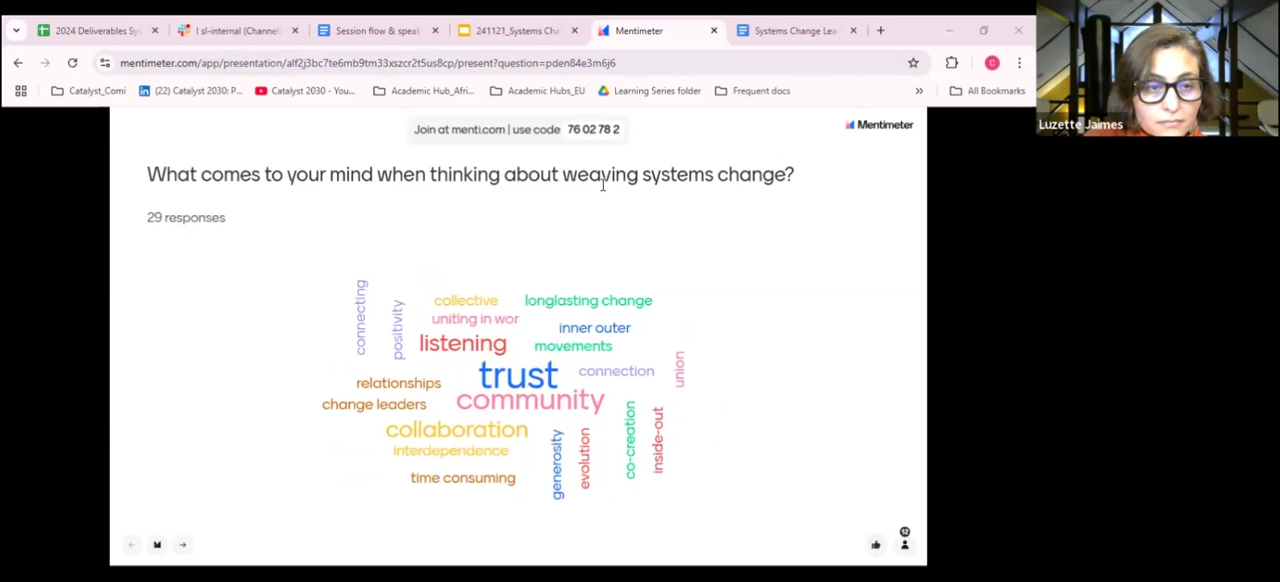 2024 Deliverables Sy
! sl-internal (Channel
Session flow & speak
241121_Systems Cha
Mentimeter
Systems Change Lea
mentimeter.com/app/presentation/alf2j3bc7te6mb9tm33xszcr2t5us8cp/present?question=pden84e3m6j6
C
Catalyst_Comi
(22) Catalyst 2030: P...
Catalyst 2030 - You...
Academic Hub_Afri...
Academic Hubs_EU
Learning Series folder
Frequent docs
»
All Bookmarks
Luzette Jaimes
Join at menti.com | use code 76 02 78 2
Mentimeter
What comes to your mind when thinking about weaving systems change?
29 responses
connecting
positivity
collective
longlasting change
uniting in wor
inner outer
listening
movements
trust
connection
union
relationships
community
change leaders
collaboration
interdependence
time consuming
generosity
evolution
co-creation
inside-out
12